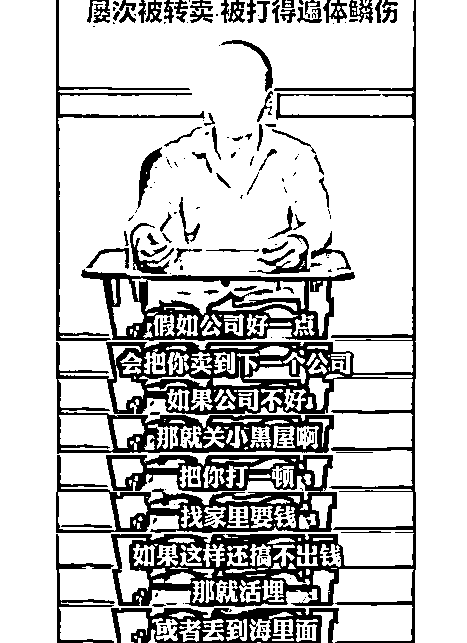 屡次被转卖 被打得遍体鳞伤
假如公司好一点
会把你卖到下一个公司
如果公司不好
那就关小黑屋啊
把你打一顿
找家里要钱
如果这样还搞不出钱
那就活埋
或者丢到海里面